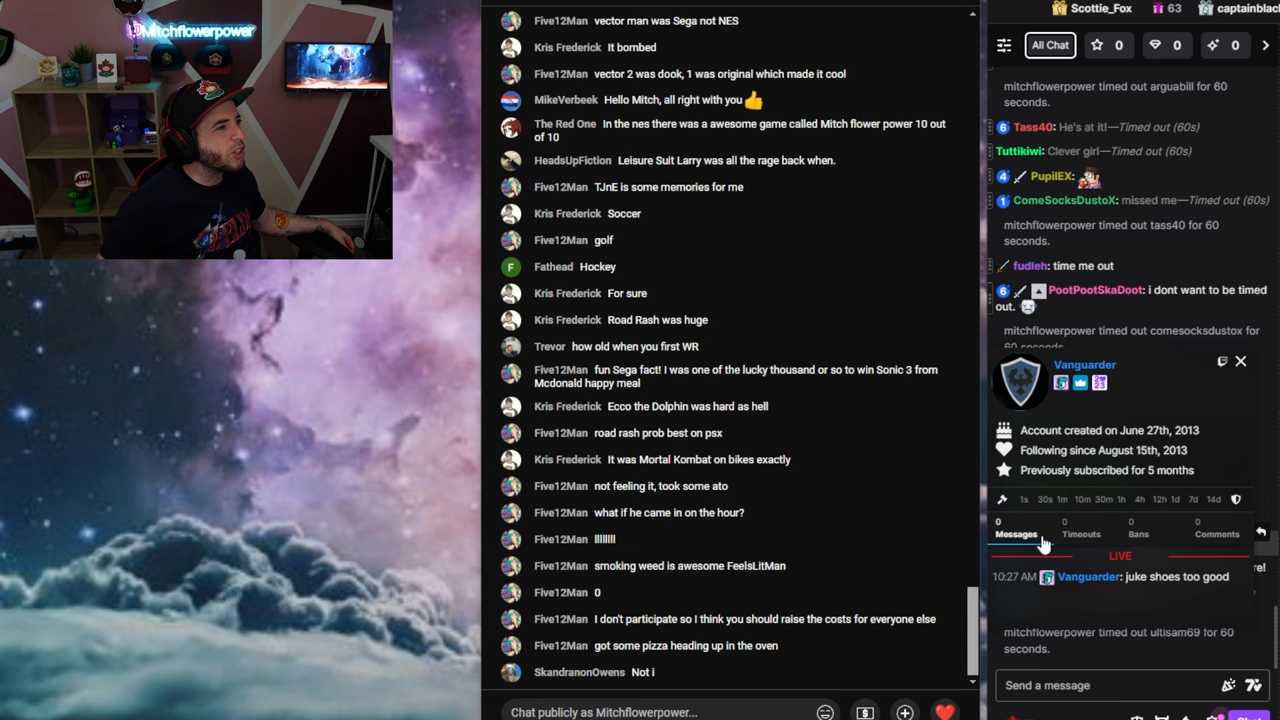 Mitchflowerpower
Five12Man vector man was Sega not NES
Kris Frederick It bombed
Five12Man vector 2 was dook, 1 was original which made it cool
MikeVerbeek Hello Mitch, all right with you 👍
The Red One In the nes there was a awesome game called Mitch flower power 10 out
of 10
HeadsUpFiction Leisure Suit Larry was all the rage back when.
Five12Man TJnE is some memories for me
Kris Frederick Soccer
Five12Man golf
F Fathead Hockey
Kris Frederick For sure
Kris Frederick Road Rash was huge
Trevor how old when you first WR
Five12Man fun Sega fact! I was one of the lucky thousand or so to win Sonic 3 from
Mcdonald happy meal
Kris Frederick Ecco the Dolphin was hard as hell
Five12Man road rash prob best on psx
Kris Frederick It was Mortal Kombat on bikes exactly
Five12Man not feeling it, took some ato
Five12Man what if he came in on the hour?
Five12Man llllllll
Five12Man smoking weed is awesome FeelsLitMan
Five12Man 0
Five12Man I don't participate so I think you should raise the costs for everyone else
Five12Man got some pizza heading up in the oven
SkandranonOwens Not i
Chat publicly as Mitchflowerpower...
Scottie_Fox 63 captainblac
All Chat 0 0 0
mitchflowerpower timed out arguabill for 60
seconds.
6 Tass40: He's at it!—Timed out (60s)
Tuttikiwi: Clever girl—Timed out (60s)
4 PupilEX:
1 ComeSocksDustoX: missed me—Timed out (60s)
mitchflowerpower timed out tass40 for 60
seconds.
fudleh: time me out
6 PootPootSkaDoot: i dont want to be timed
out.
mitchflowerpower timed out comesocksdustox for
60 seconds
Vanguarder
Account created on June 27th, 2013
Following since August 15th, 2013
Previously subscribed for 5 months
1s 30s 1m 10m 30m 1h 4h 12h 1d 7d 14d
0 0 0 0
Messages Timeouts Bans Comments
LIVE
re!
10:27 AM Vanguarder: juke shoes too good
mitchflowerpower timed out ultisam69 for 60
seconds.
Send a message